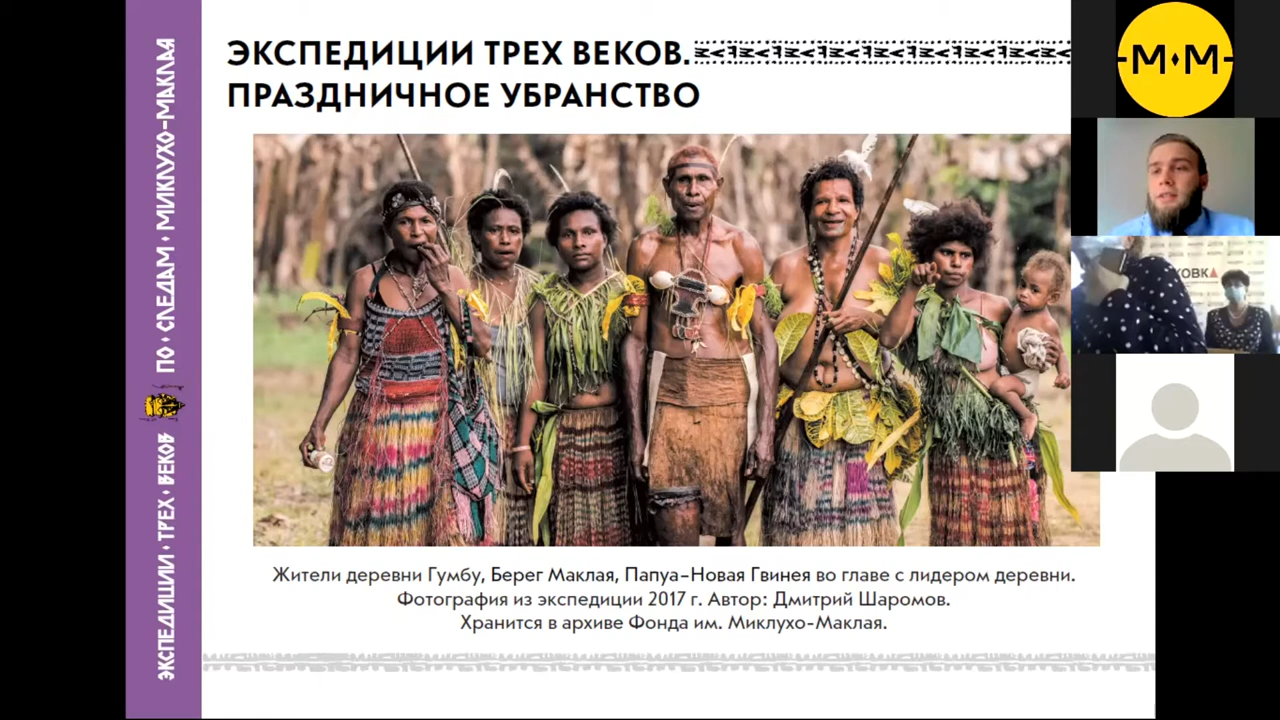 ЭКСПЕДИЦИИ ТРЕХ ВЕКОВ.
ПРАЗДНИЧНОЕ УБРАНСТВО
ЭКСПЕДИЦИИ • ТРЕХ • ВЕКОВ ПО • СЛЕДАМ • МИКЛУХО-МАКЛАЯ
-М•М-
ОВКА
Жители деревни Гумбу, Берег Маклая, Папуа-Новая Гвинея во главе с лидером деревни.
Фотография из экспедиции 2017 г. Автор: Дмитрий Шаромов.
Хранится в архиве Фонда им. Миклухо-Маклая.